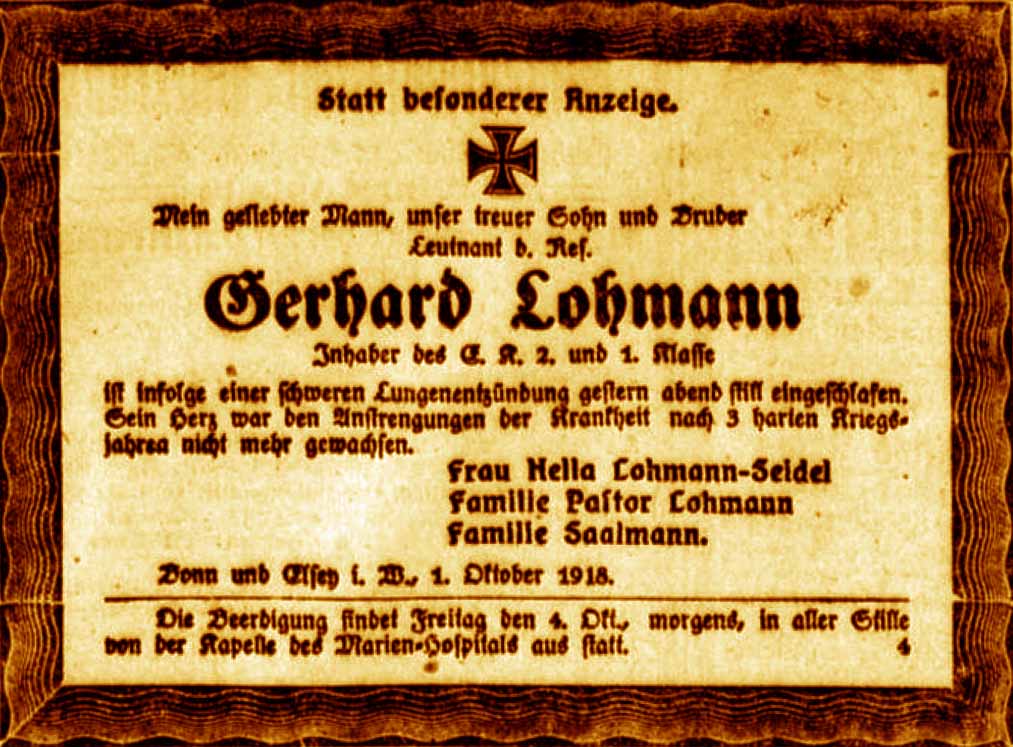 Statt besonderer Anzeige.
Mein geliebter Mann, unser treuer Sohn und Bruder
Leutnant d. Res.
Gerhard Lohmann
Inhaber des E. K. 2. und 1. Klasse
ist infolge einer schweren Lungenentzündung gestern abend still eingeschlafen.
Sein Herz war den Anstrengungen der Krankheit nach 3 harten Kriegs-
jahren nicht mehr gewachsen.
Frau Hella Lohmann-Seidel
Familie Pastor Lohmann
Familie Saalmann.
Bonn und Elsey i. W., 1. Oktober 1918.
Die Beerdigung findet Freitag den 4. Okt., morgens, in aller Stille
von der Kapelle des Marien-Hospitals aus statt. 4